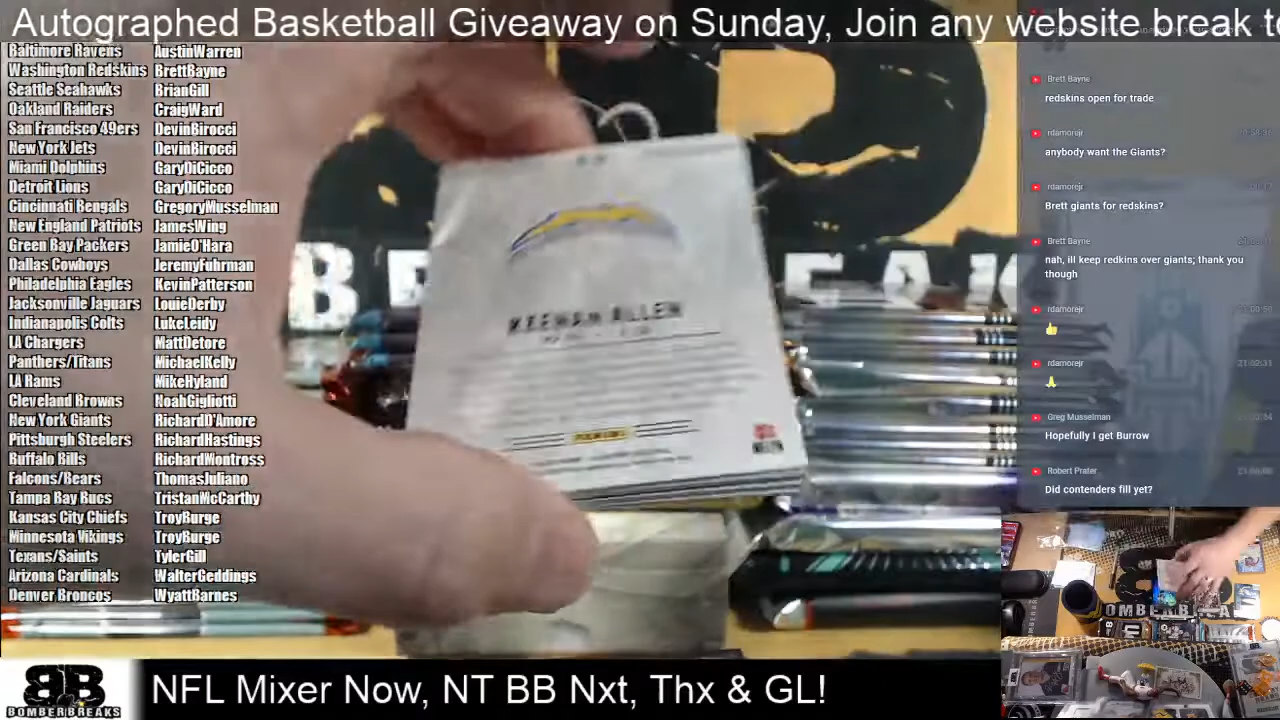 Autographed Basketball Giveaway on Sunday, Join any website break to
Baltimore Ravens AustinWarren
Washington Redskins BrettBayne
Seattle Seahawks BrianGill
Oakland Raiders CraigWard
San Francisco 49ers DevinBirocci
New York Jets DevinBirocci
Miami Dolphins GaryDiCicco
Detroit Lions GaryDiCicco
Cincinnati Bengals GregoryMusselman
New England Patriots JamesWing
Green Bay Packers JamieO'Hara
Dallas Cowboys JeremyFuhrman
Philadelphia Eagles KevinPatterson
Jacksonville Jaguars LouieDerby
Indianapolis Colts LukeLeidy
LA Chargers MattDetore
Panthers/Titans MichaelKelly
LA Rams MikeHyland
Cleveland Browns NoahGigliotti
New York Giants RichardD'Amore
Pittsburgh Steelers RichardHastings
Buffalo Bills RichardMontross
Falcons/Bears ThomasJuliano
Tampa Bay Bucs TristanMcCarthy
Kansas City Chiefs TroyBurge
Minnesota Vikings TroyBurge
Texans/Saints TylerGill
Arizona Cardinals WalterGeddings
Denver Broncos WyattBarnes
KEENAN ALLEN
PANINI
Brett Bayne
redskins open for trade
rdamorejr
anybody want the Giants?
rdamorejr
Brett giants for redskins?
Brett Bayne
nah, ill keep redkins over giants; thank you
though
rdamorejr
rdamorejr
Greg Musselman
Hopefully I get Burrow
Robert Prater
Did contenders fill yet?
OMBERBREA
BB
BOMBERBREAKS
NFL Mixer Now, NT BB Nxt, Thx & GL!